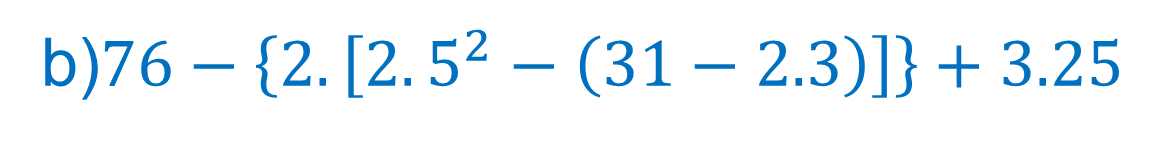 b)76 − {2. [2. 5² − (31 − 2.3)]} + 3.25